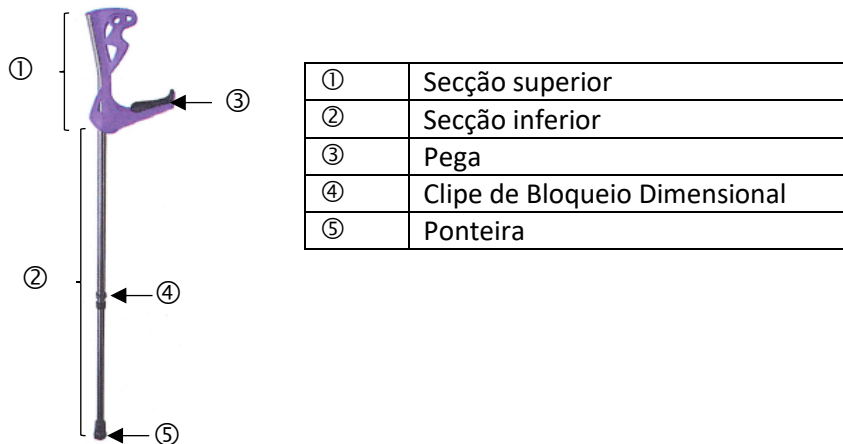 ①
③
②
④
⑤
① Secção superior
② Secção inferior
③ Pega
④ Clipe de Bloqueio Dimensional
⑤ Ponteira